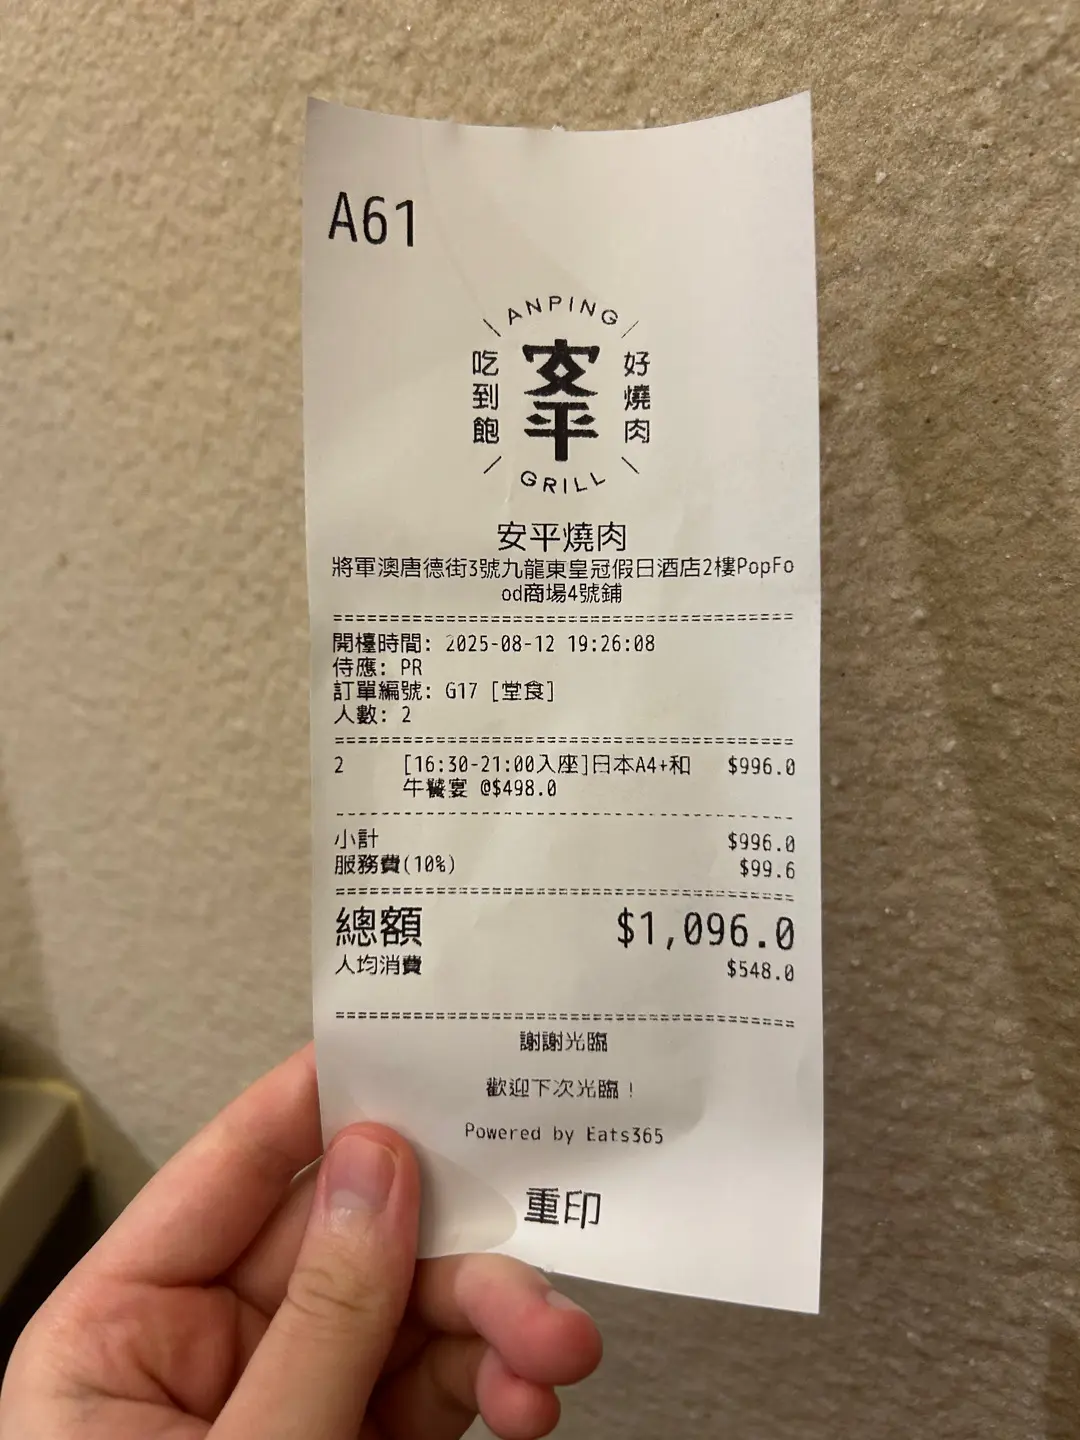 A61
ANPING
吃到飽
安平
好燒肉
GRILL
安平燒肉
將軍澳唐德街3號九龍東皇冠假日酒店2樓PopFo
od商場4號鋪
開檯時間: 2025-08-12 19:26:08
侍應: PR
訂單編號: G17 [堂食]
人數: 2
2 [16:30-21:00入座]日本A4+和 $996.0
牛饗宴 @$498.0
小計 $996.0
服務費(10%) $99.6
總額 $1,096.0
人均消費 $548.0
謝謝光臨
歡迎下次光臨！
Powered by Eats365
重印